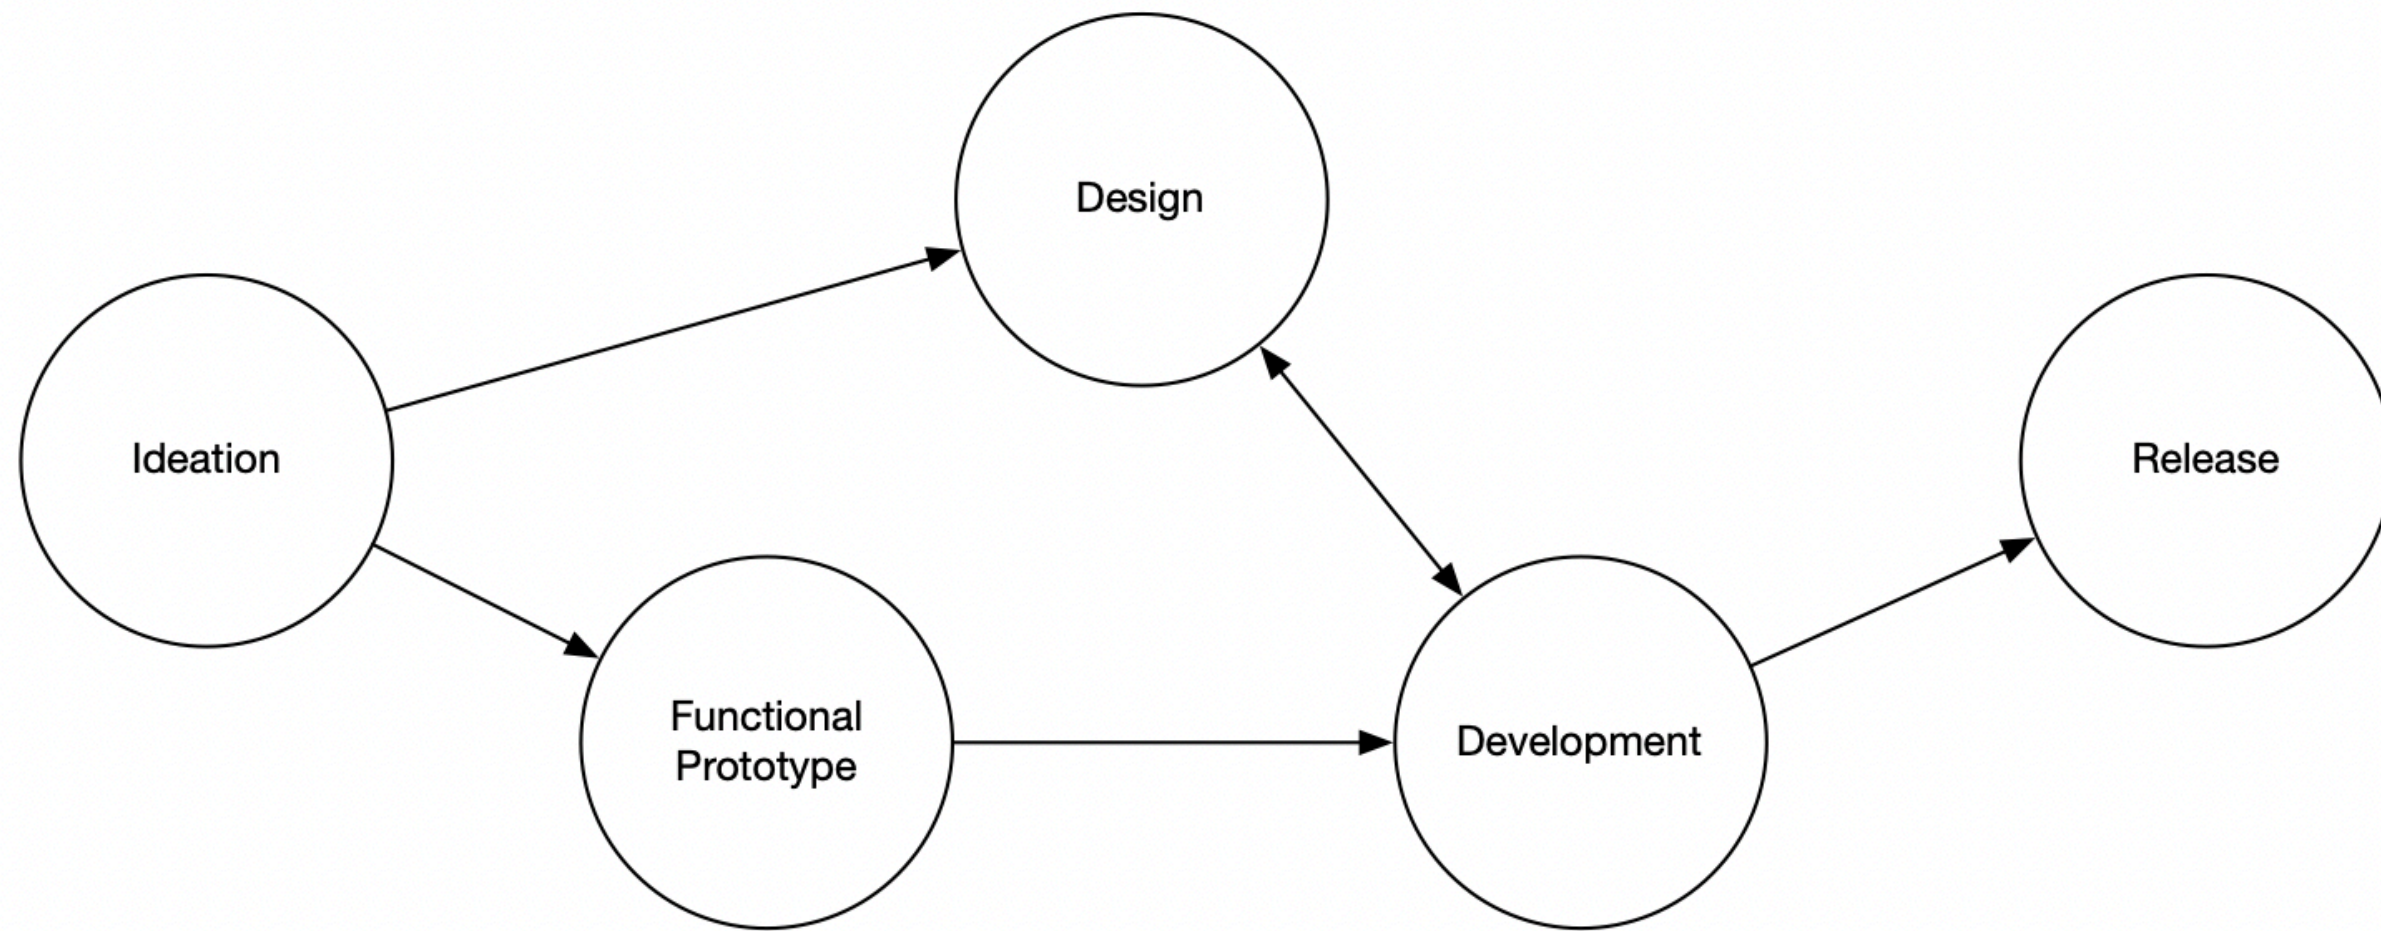 Design
Ideation
Release
Functional
Prototype
Development